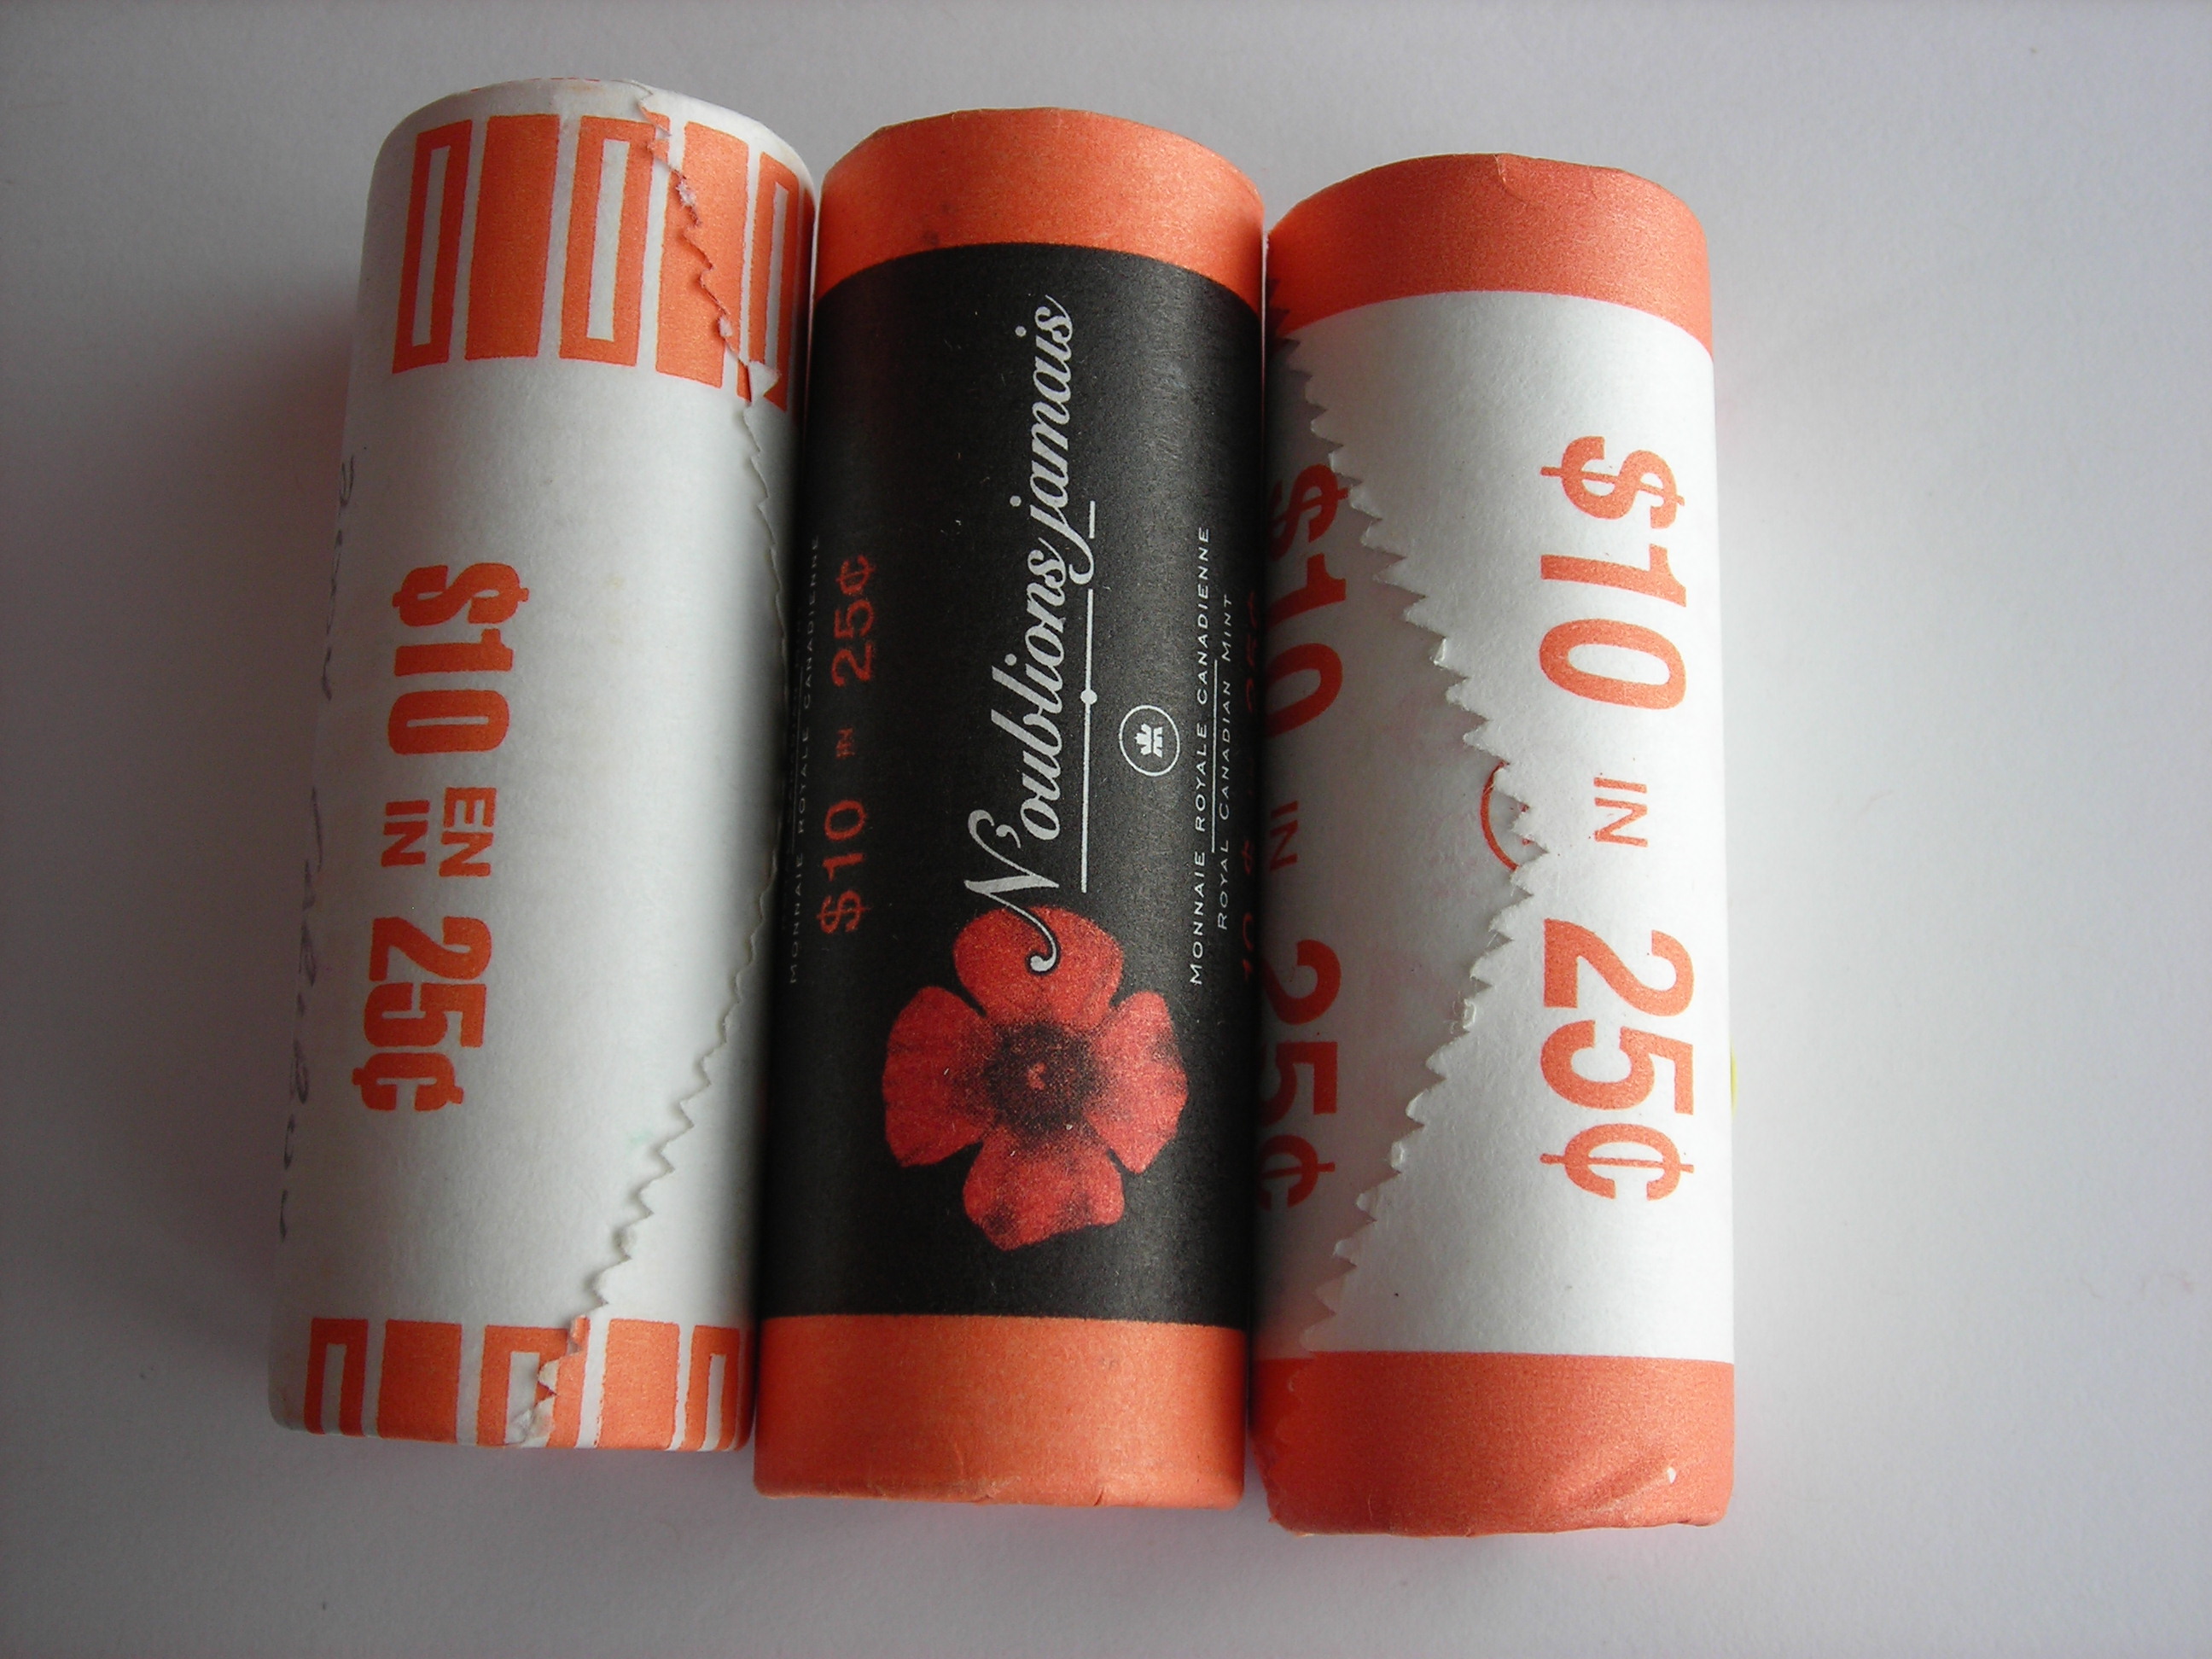 $10 EN
IN 25¢
MONNAIE ROYALE CANADIENNE
$10 IN 25¢
N'oublions jamais
MONNAIE ROYALE CANADIENNE
ROYAL CANADIAN MINT
$10 IN 25¢
$10 IN 25¢